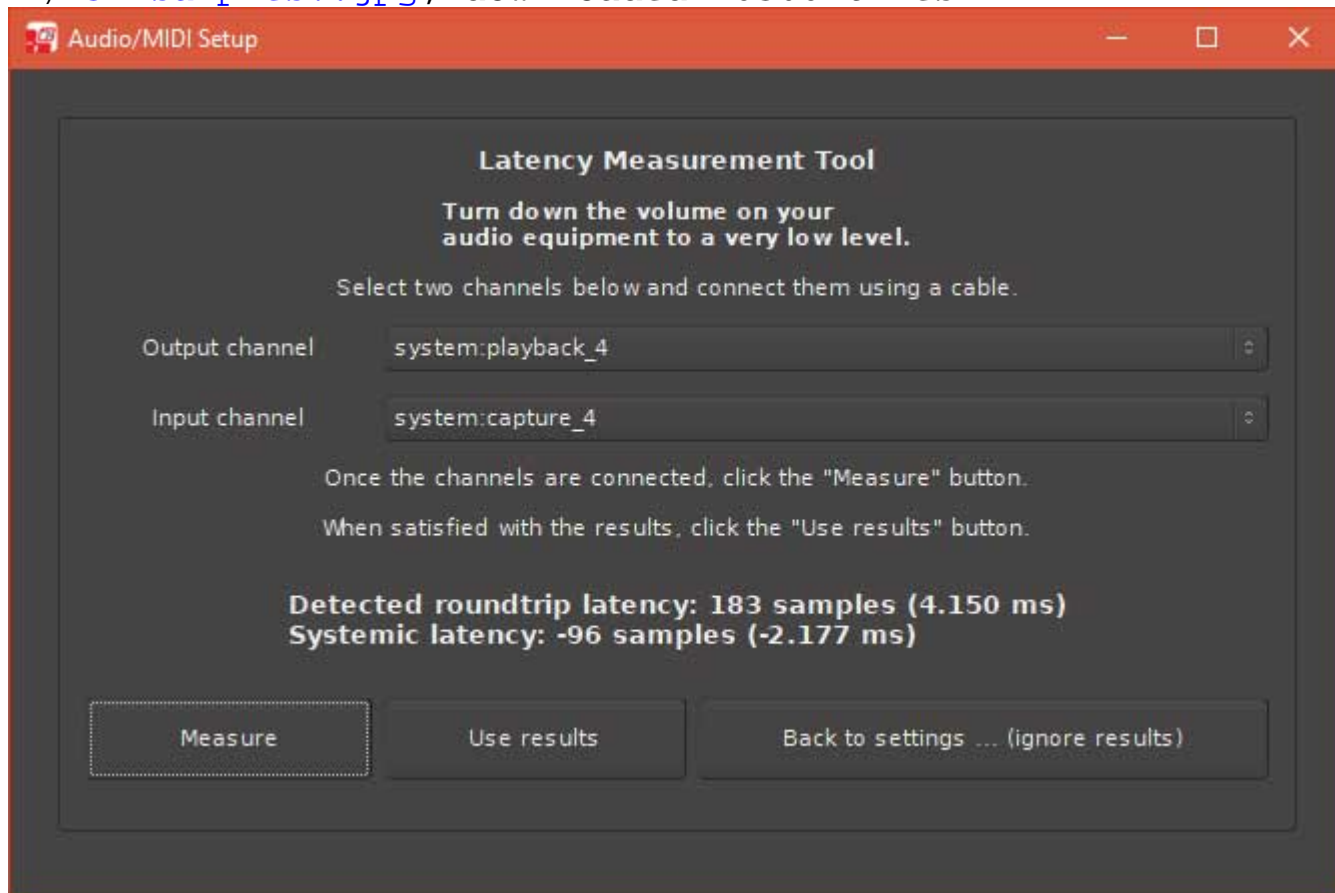 Audio/MIDI Setup
Latency Measurement Tool
Turn down the volume on your
audio equipment to a very low level.
Select two channels below and connect them using a cable.
Output channel system:playback_4
Input channel system:capture_4
Once the channels are connected, click the "Measure" button.
When satisfied with the results, click the "Use results" button.
Detected roundtrip latency: 183 samples (4.150 ms)
Systemic latency: -96 samples (-2.177 ms)
Measure Use results Back to settings ... (ignore results)